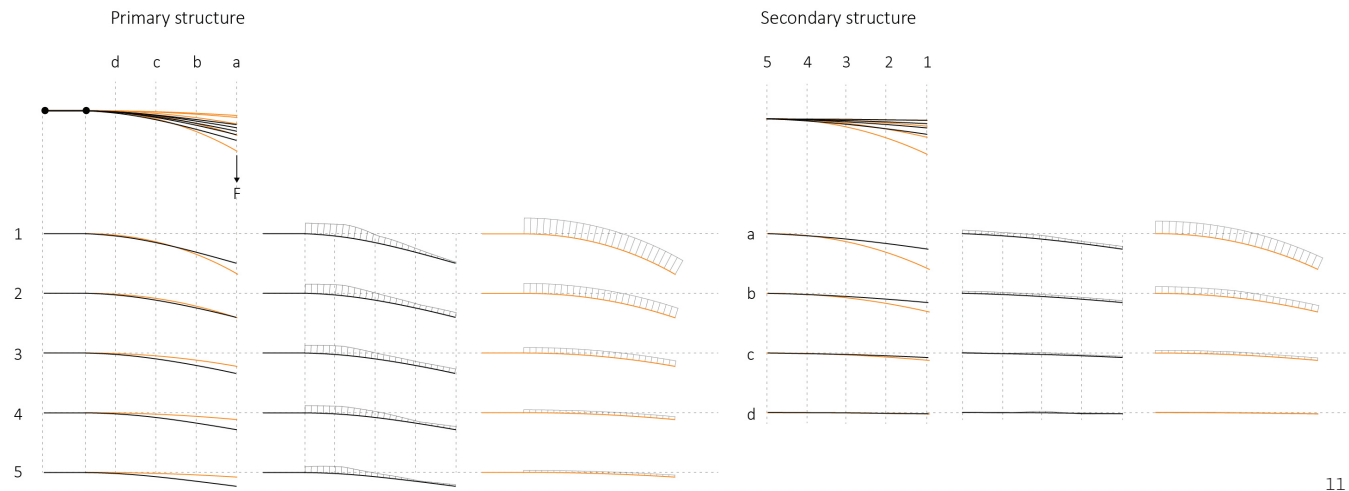 Primary structure
d c b a
F
1
2
3
4
5
Secondary structure
5 4 3 2 1
a
b
c
d
11